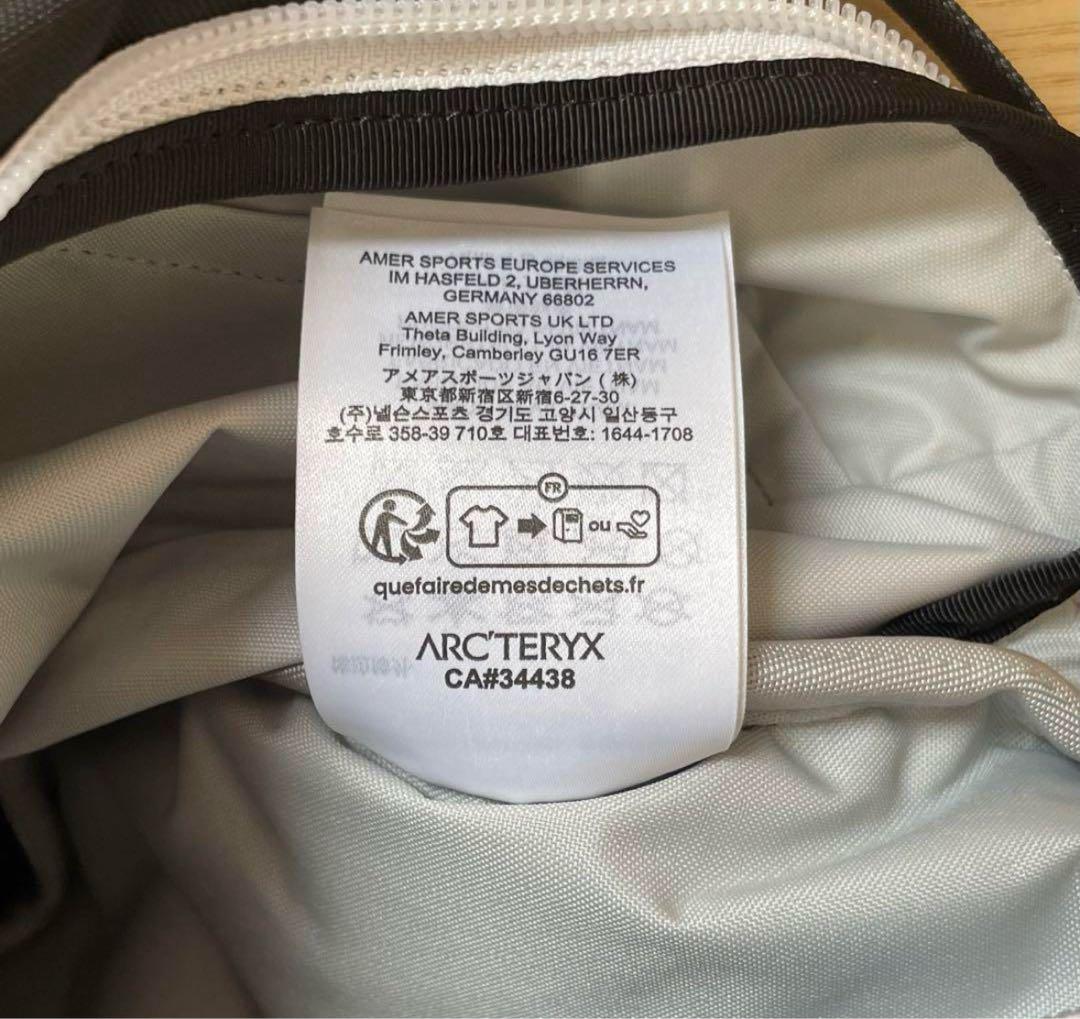 AMER SPORTS EUROPE SERVICES
IM HASFELD 2, UBERHERRN,
GERMANY 66802
AMER SPORTS UK LTD
Theta Building, Lyon Way
Frimley, Camberley GU16 7ER
アメアスポーツジャパン (株)
東京都新宿区新宿6-27-30
(주)넬슨스포츠 경기도 고양시 일산동구
호수로 358-39 710호 대표번호: 1644-1708
FR
ou
quefairedemesdechets.fr
ARC'TERYX
CA#34438